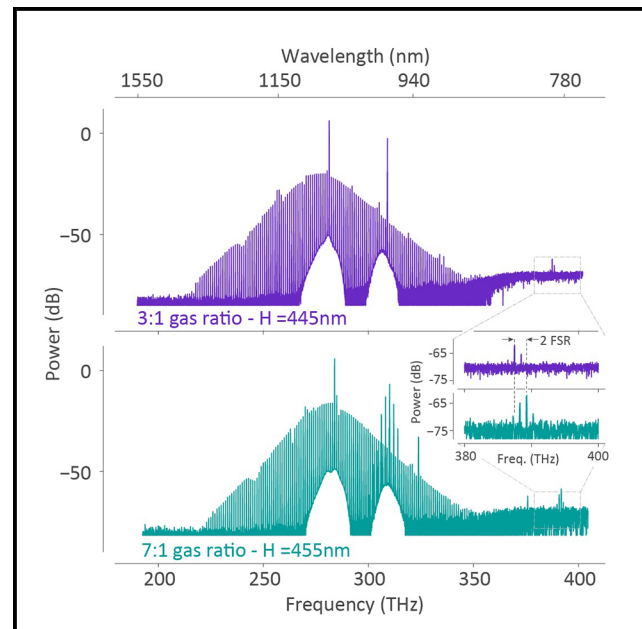 Wavelength (nm)
1550 1150 940 780
0
−50
3:1 gas ratio - H =445nm
Power (dB)
0
−50
7:1 gas ratio - H =455nm
2 FSR
-65
-75
Power (dB)
-65
-75
380 400
Freq. (THz)
200 250 300 350 400
Frequency (THz)